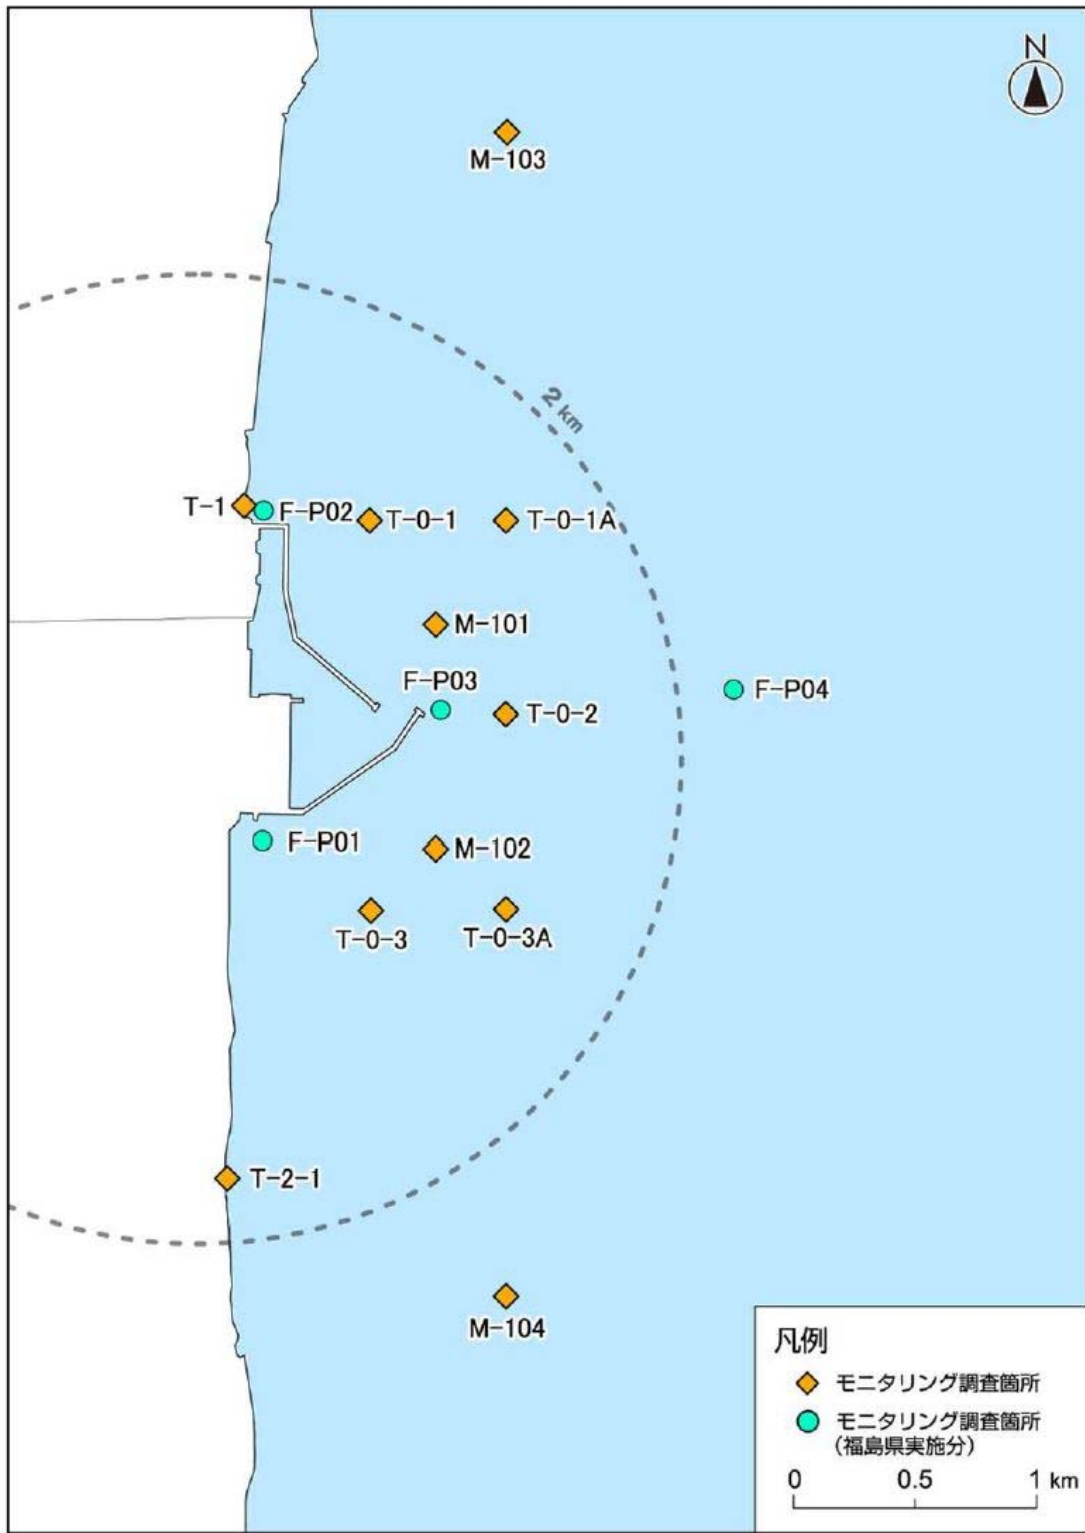 N
M-103
2 km
T-1
F-P02
T-0-1
T-0-1A
M-101
F-P03
F-P04
T-0-2
F-P01
M-102
T-0-3
T-0-3A
T-2-1
M-104
凡例
モニタリング調査箇所
モニタリング調査箇所
(福島県実施分)
0 0.5 1 km